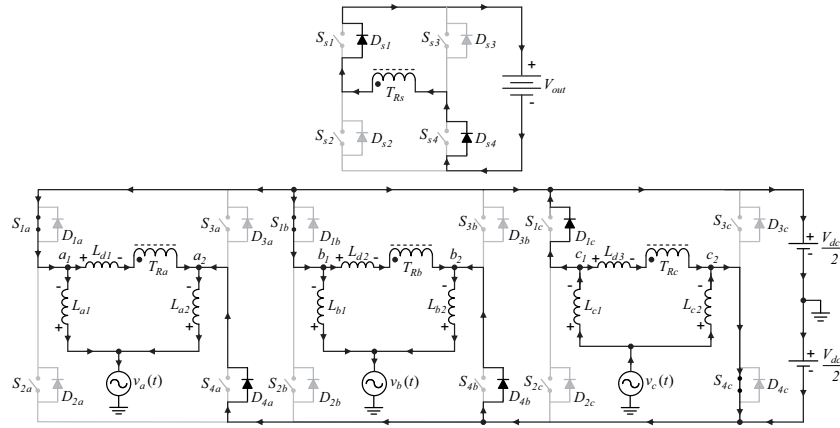 S_s1 D_s1 S_s3 D_s3
+
T_Rs V_out
-
S_s2 D_s2 S_s4 D_s4
S_1a D_1a S_3a D_3a S_1b D_1b S_3b D_3b S_1c D_1c S_3c D_3c
a_1 + L_d1 - T_Ra a_2 b_1 + L_d2 - T_Rb b_2 c_1 + L_d3 - T_Rc c_2 + V_dc/2 -
- L_a1 + - L_a2 + - L_b1 + - L_b2 + - L_c1 + - L_c2 +
S_2a D_2a v_a(t) S_4a D_4a S_2b D_2b v_b(t) S_4b D_4b S_2c D_2c v_c(t) S_4c D_4c + V_dc/2 -